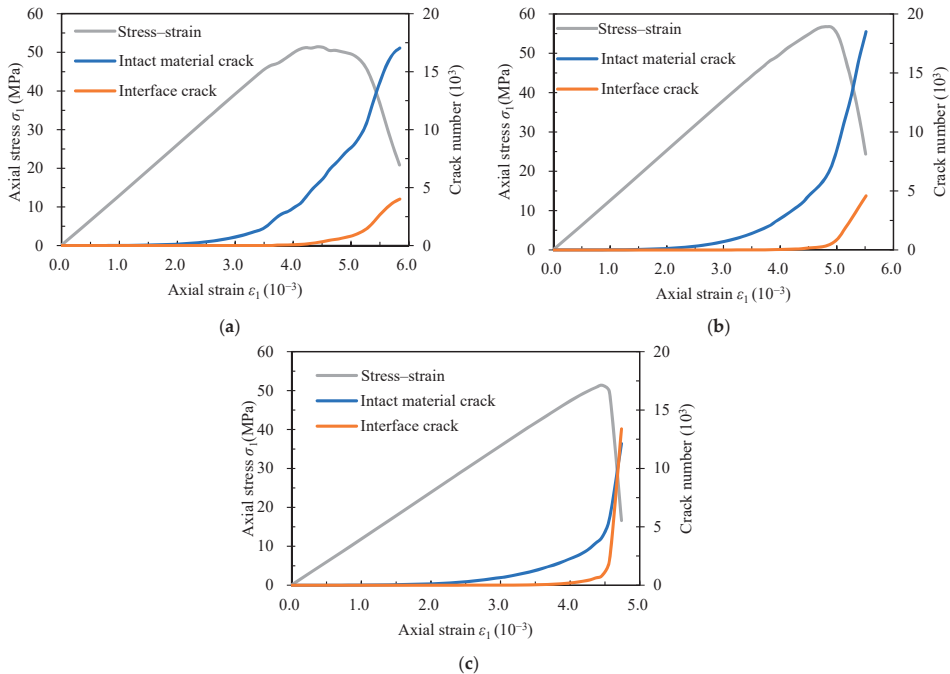 60
50
40
30
20
10
0
Axial stress σ₁ (MPa)
Stress–strain
Intact material crack
Interface crack
20
15
10
5
0
Crack number (10³)
0.0 1.0 2.0 3.0 4.0 5.0 6.0
Axial strain ε₁ (10⁻³)
(a)
60
50
40
30
20
10
0
Axial stress σ₁(MPa)
Stress–strain
Intact material crack
Interface crack
20
15
10
5
0
Crack number (10³)
0.0 1.0 2.0 3.0 4.0 5.0 6.0
Axial strain ε₁ (10⁻³)
(b)
60
50
40
30
20
10
0
Axial stress σ₁(MPa)
Stress–strain
Intact material crack
Interface crack
20
15
10
5
0
Crack number (10³)
0.0 1.0 2.0 3.0 4.0 5.0
Axial strain ε₁ (10⁻³)
(c)